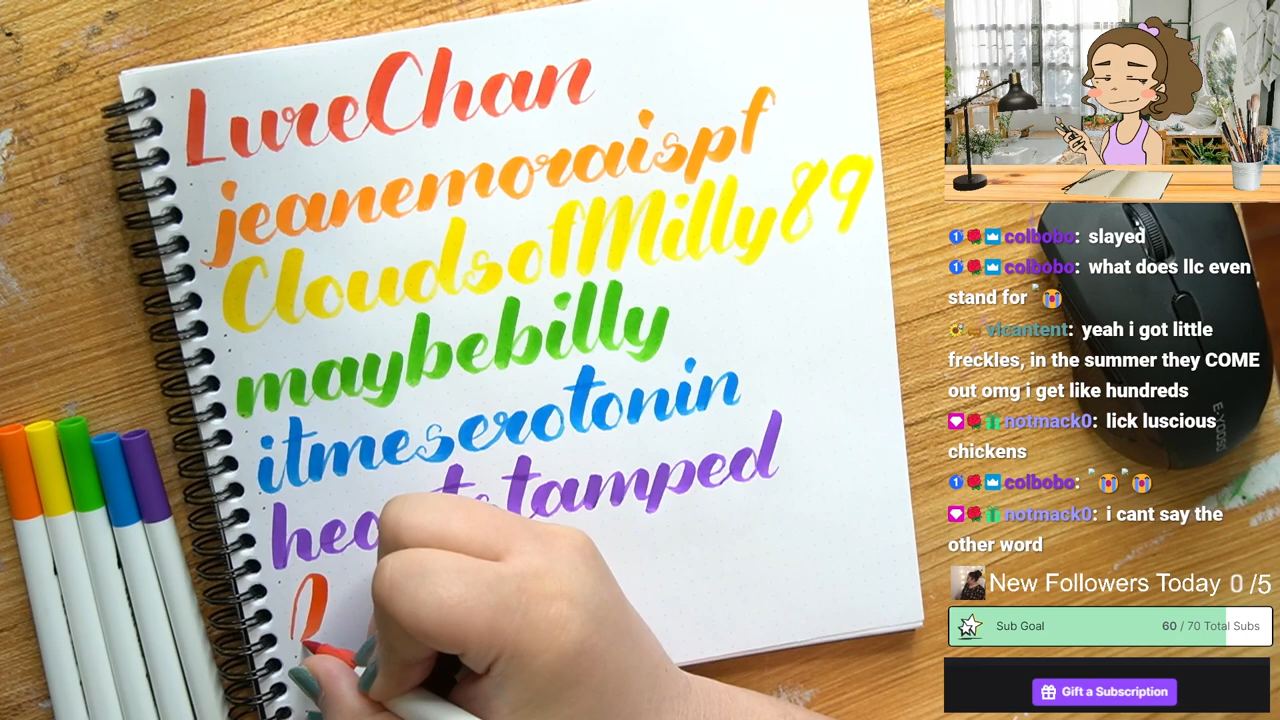 LureChan
jeanemoraispf
CloudsofMilly89
maybebilly
itmeserotonin
tamped
colbobo: slayed
colbobo: what does llc even
stand for
vicantent: yeah i got little
freckles, in the summer they COME
out omg i get like hundreds
notmack0: lick luscious
chickens
colbobo:
notmack0: i cant say the
other word
New Followers Today 0 /5
Sub Goal 60 / 70 Total Subs
Gift a Subscription